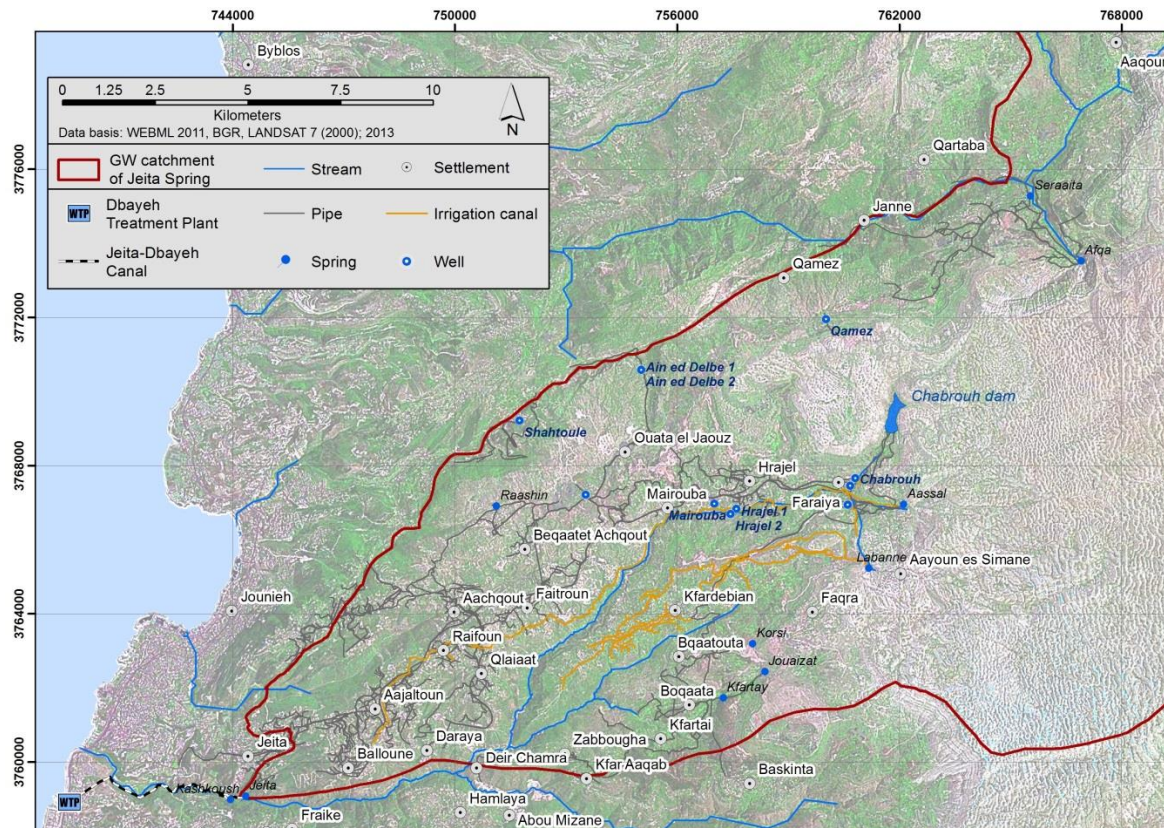 744000 750000 756000 762000 768000
Byblos
Aaqour
0 1.25 2.5 5 7.5 10
Kilometers
N
Data basis: WEBML 2011, BGR, LANDSAT 7 (2000); 2013
GW catchment
of Jeita Spring
Stream
Settlement
WTP
Dbayeh
Treatment Plant
Pipe
Irrigation canal
Jeita-Dbayeh
Canal
Spring
Well
3776000
3772000
3768000
3764000
3760000
Qartaba
Seraaita
Janne
Afqa
Qamez
Qamez
Ain ed Delbe 1
Ain ed Delbe 2
Chabrouh dam
Shahtoule
Ouata el Jaouz
Hrajel
Chabrouh
Raashin
Mairouba
Faraiya
Aassal
Mairouba
Hrajel 1
Hrajel 2
Beqaatet Achqout
Labanne
Aayoun es Simane
Jounieh
Aachqout
Faitroun
Kfardebian
Faqra
Raifoun
Korsi
Qlaiaat
Bqaatouta
Jouaizat
Aajaltoun
Boqaata
Kfartay
Kfartai
Jeita
Daraya
Zabbougha
Balloune
Deir Chamra
Kfar Aaqab
Baskinta
Kashkoush
Jeita
WTP
Fraike
Hamlaya
Abou Mizane